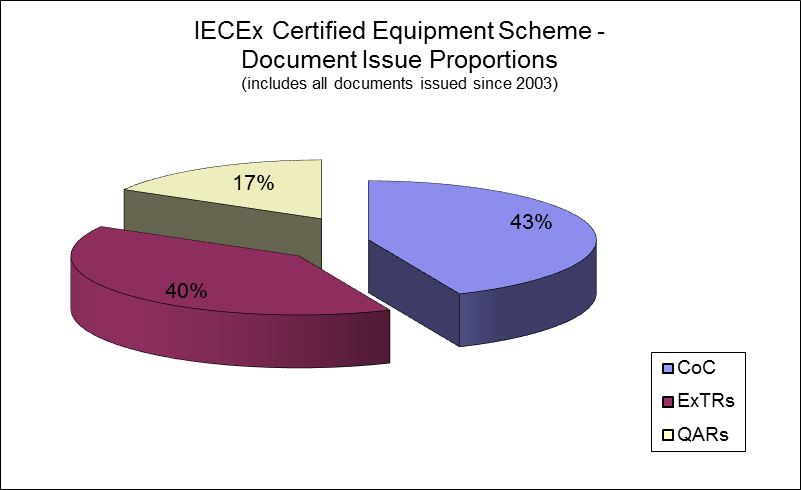 IECEx Certified Equipment Scheme -
Document Issue Proportions
(includes all documents issued since 2003)
17%
43%
40%
CoC
ExTRs
QARs